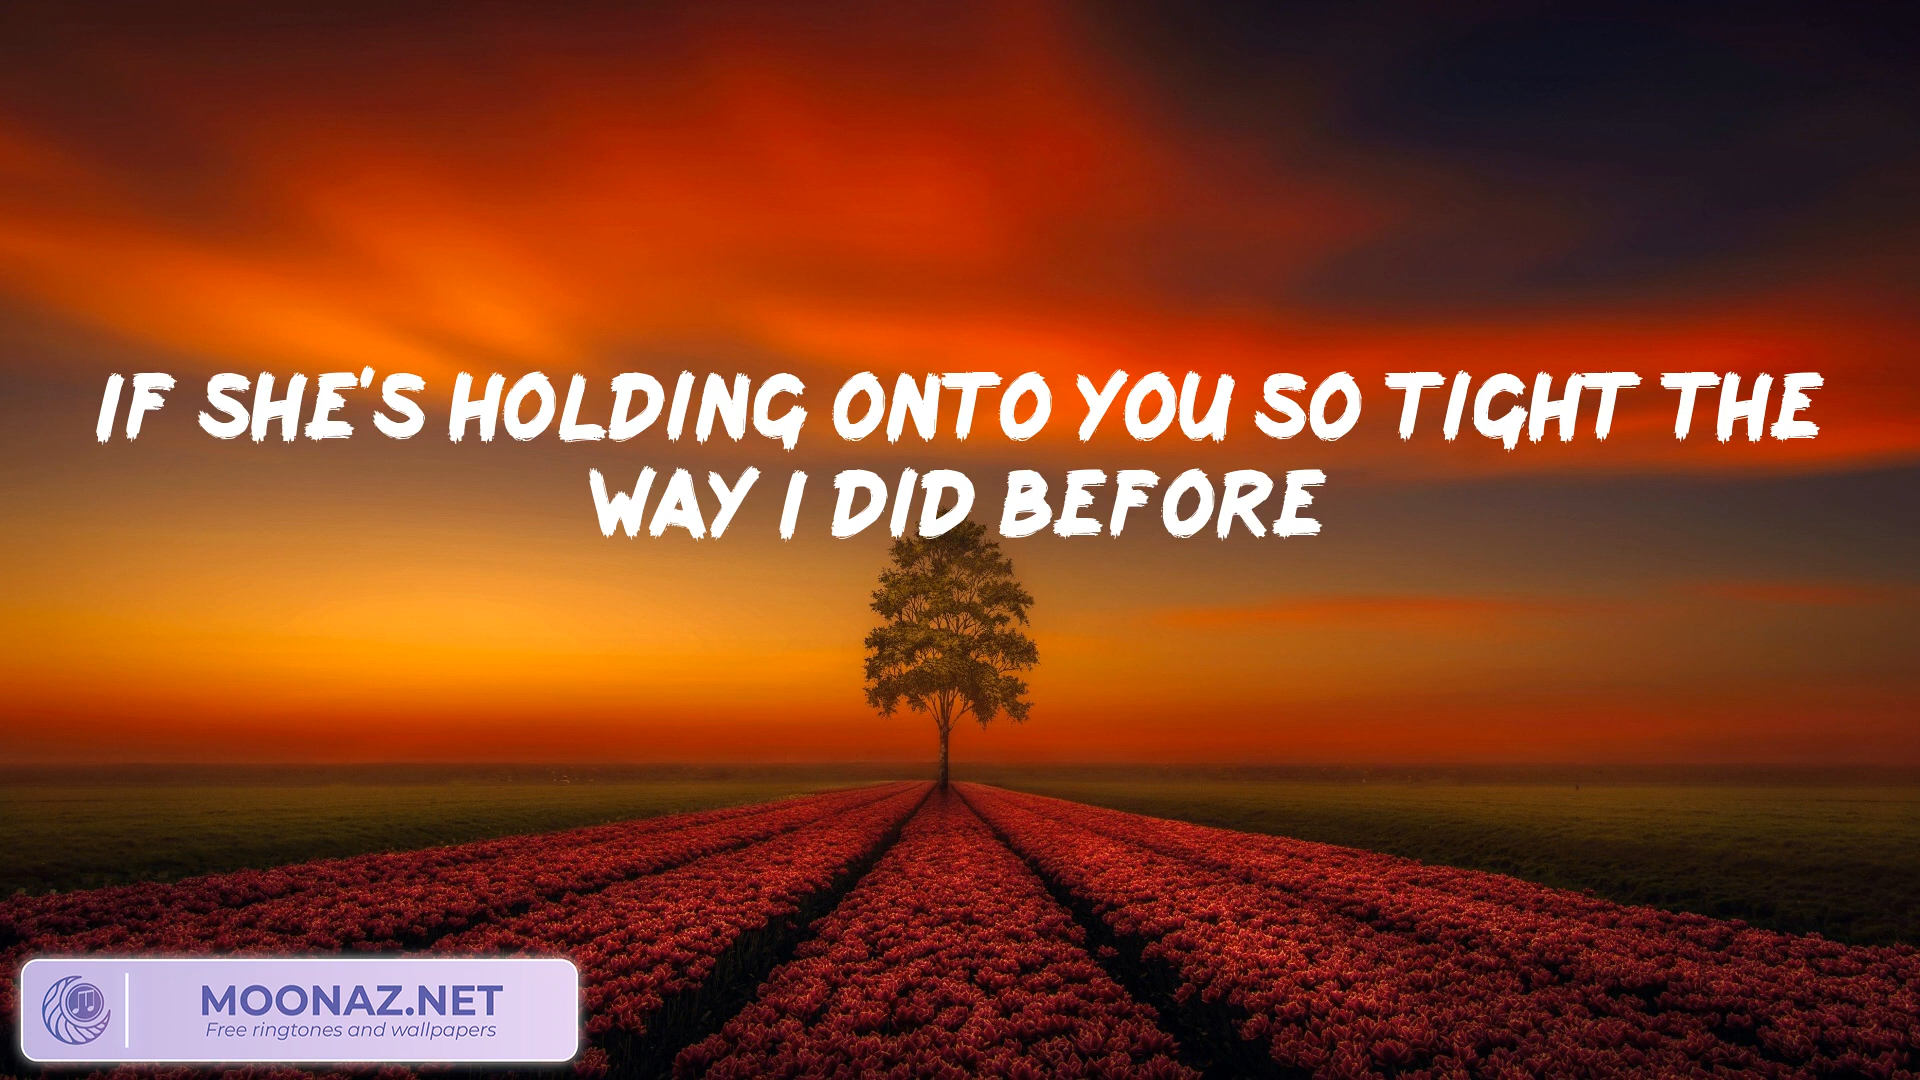 IF SHE'S HOLDING ONTO YOU SO TIGHT THE
WAY I DID BEFORE
MOONAZ.NET
Free ringtones and wallpapers